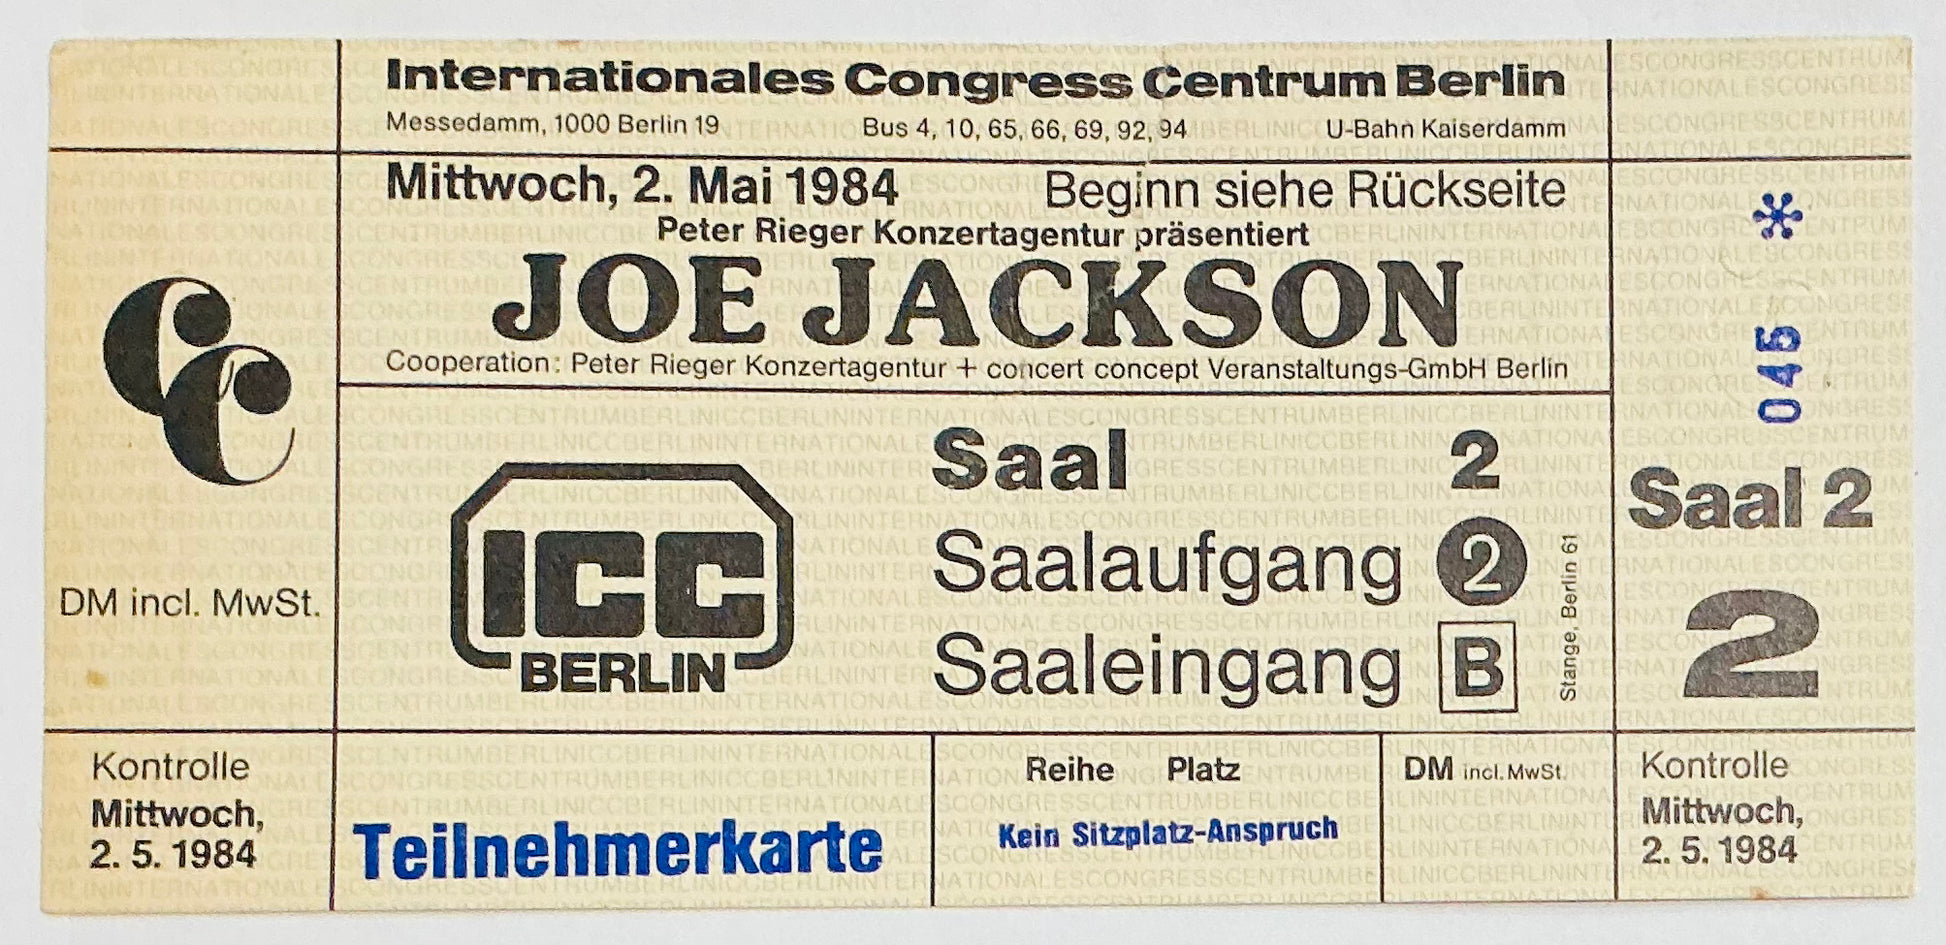 Internationales Congress Centrum Berlin
Messedamm, 1000 Berlin 19 Bus 4, 10, 65, 66, 69, 92, 94 U-Bahn Kaiserdamm
Mittwoch, 2. Mai 1984 Beginn siehe Rückseite
Peter Rieger Konzertagentur präsentiert
JOE JACKSON
Cooperation: Peter Rieger Konzertagentur + concert concept Veranstaltungs-GmbH Berlin
CC
DM incl. MwSt.
ICC
BERLIN
Saal 2
Saalaufgang 2
Saaleingang B
Stange, Berlin 61
045 *
Saal 2
2
Kontrolle
Mittwoch,
2. 5. 1984
Teilnehmerkarte
Reihe Platz
Kein Sitzplatz-Anspruch
DM incl. MwSt.
Kontrolle
Mittwoch,
2. 5. 1984